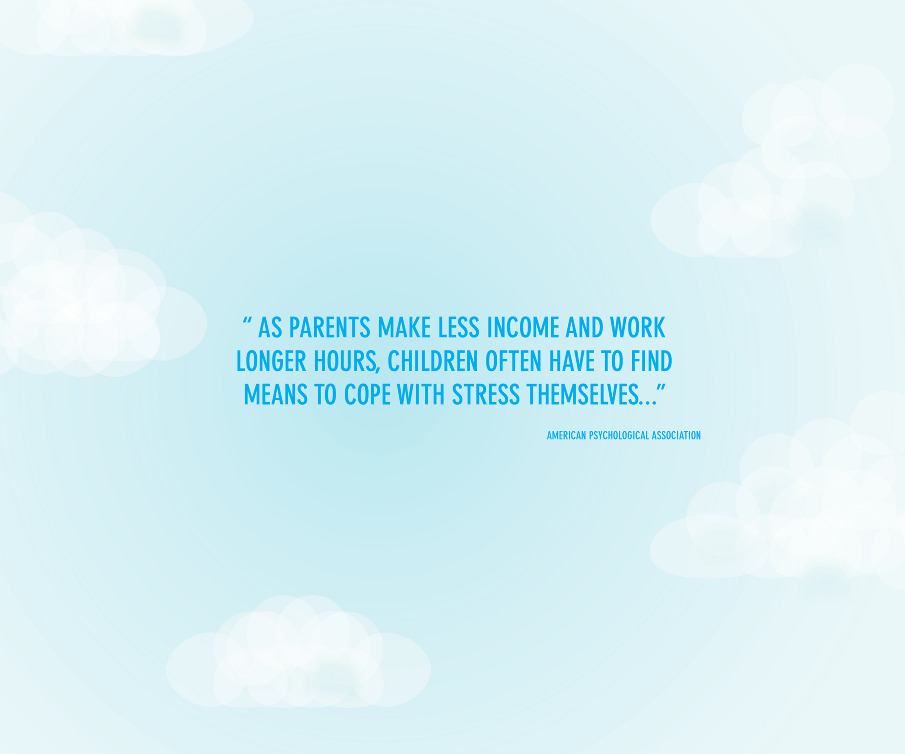 “ AS PARENTS MAKE LESS INCOME AND WORK
LONGER HOURS, CHILDREN OFTEN HAVE TO FIND
MEANS TO COPE WITH STRESS THEMSELVES...”
AMERICAN PSYCHOLOGICAL ASSOCIATION